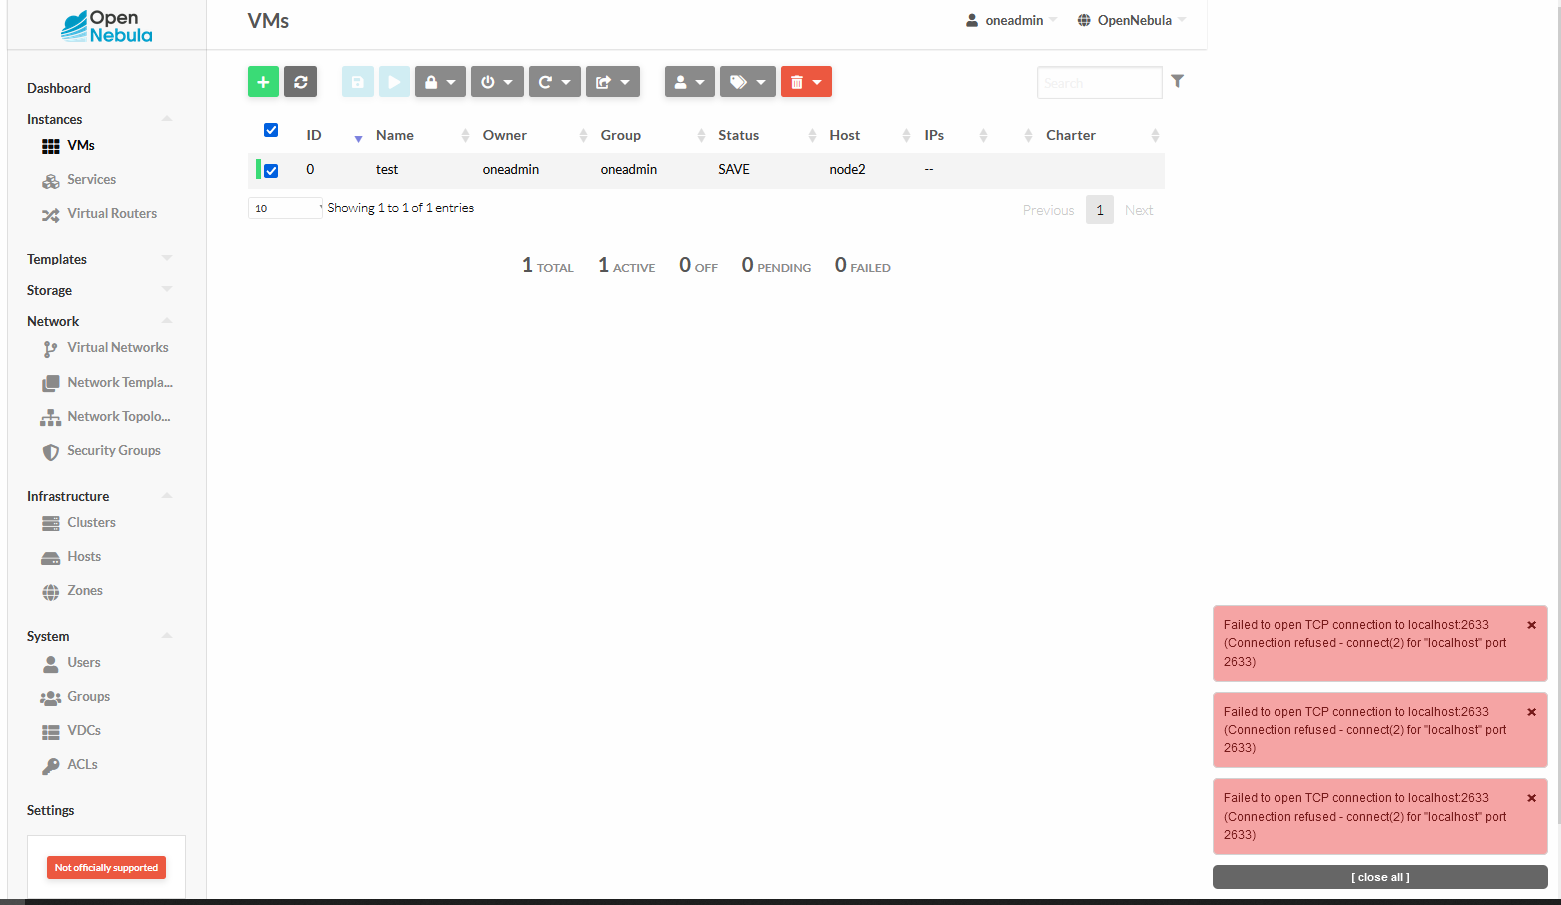 Open
Nebula
VMs
oneadmin
OpenNebula
Dashboard
Instances
VMs
Services
Virtual Routers
Templates
Storage
Network
Virtual Networks
Network Templa...
Network Topolo...
Security Groups
Infrastructure
Clusters
Hosts
Zones
System
Users
Groups
VDCs
ACLs
Settings
Not officially supported
Search
ID Name Owner Group Status Host IPs Charter
0 test oneadmin oneadmin SAVE node2 --
10 Showing 1 to 1 of 1 entries Previous 1 Next
1 TOTAL 1 ACTIVE 0 OFF 0 PENDING 0 FAILED
Failed to open TCP connection to localhost:2633
(Connection refused - connect(2) for "localhost" port
2633)
Failed to open TCP connection to localhost:2633
(Connection refused - connect(2) for "localhost" port
2633)
Failed to open TCP connection to localhost:2633
(Connection refused - connect(2) for "localhost" port
2633)
[ close all ]